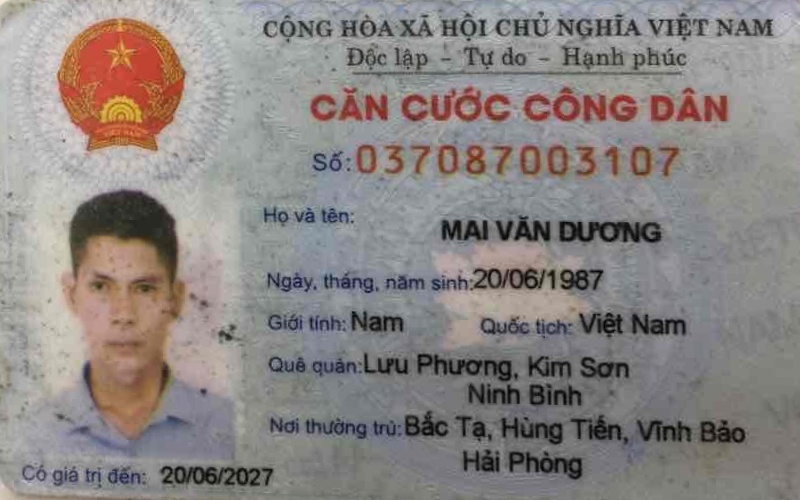 CỘNG HÒA XÃ HỘI CHỦ NGHĨA VIỆT NAM
Độc lập - Tự do - Hạnh phúc
CĂN CƯỚC CÔNG DÂN
Số: 037087003107
Họ và tên: MAI VĂN DƯƠNG
Ngày, tháng, năm sinh: 20/06/1987
Giới tính: Nam Quốc tịch: Việt Nam
Quê quán: Lưu Phương, Kim Sơn
Ninh Bình
Nơi thường trú: Bắc Tạ, Hùng Tiến, Vĩnh Bảo
Hải Phòng
Có giá trị đến: 20/06/2027